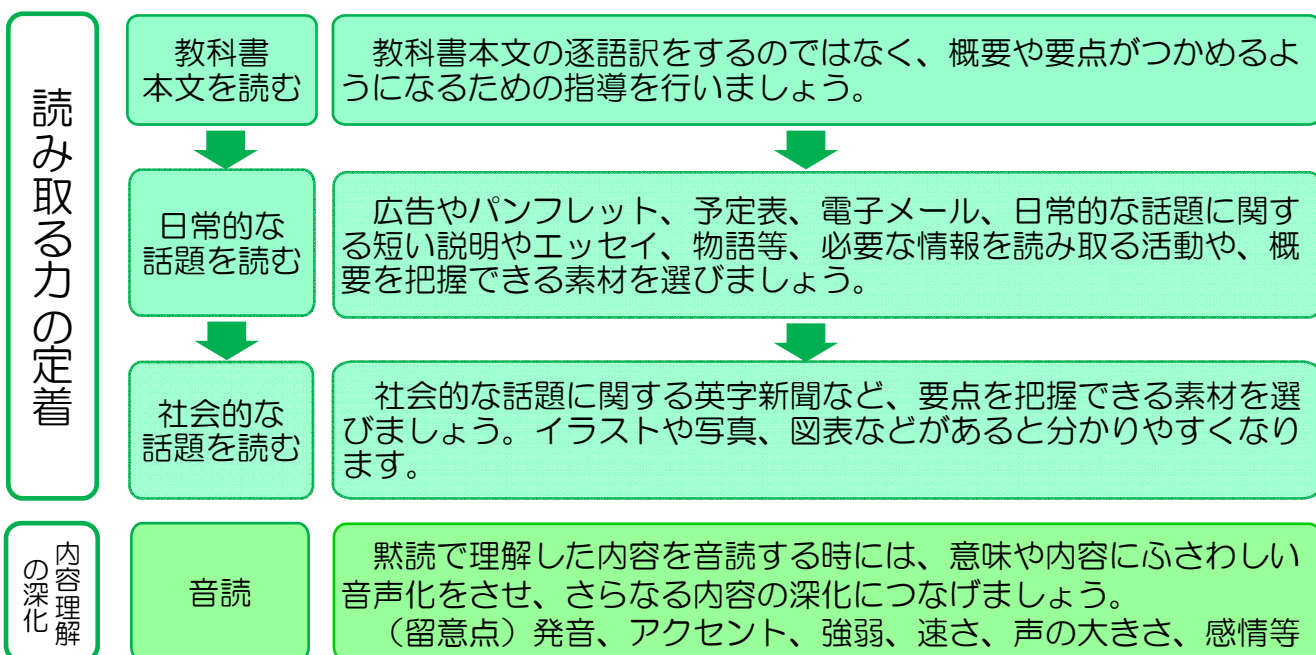 読み取る力の定着
教科書
本文を読む
　教科書本文の逐語訳をするのではなく、概要や要点がつかめるよ
うになるための指導を行いましょう。
日常的な
話題を読む
　広告やパンフレット、予定表、電子メール、日常的な話題に関す
る短い説明やエッセイ、物語等、必要な情報を読み取る活動や、概
要を把握できる素材を選びましょう。
社会的な
話題を読む
　社会的な話題に関する英字新聞など、要点を把握できる素材を選
びましょう。イラストや写真、図表などがあると分かりやすくなり
ます。
内容理解
の深化
音読
　黙読で理解した内容を音読する時には、意味や内容にふさわしい
音声化をさせ、さらなる内容の深化につなげましょう。
　（留意点）発音、アクセント、強弱、速さ、声の大きさ、感情等